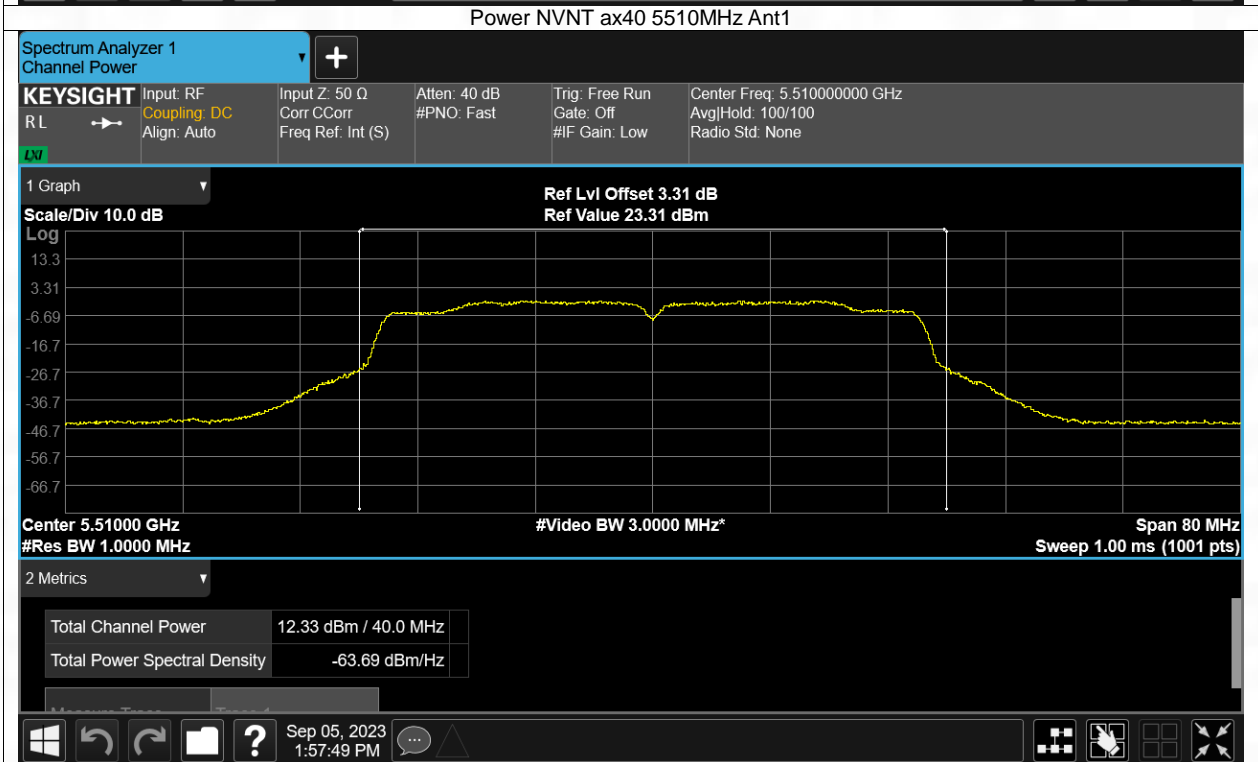 Power NVNT ax40 5510MHz Ant1
Spectrum Analyzer 1
Channel Power
KEYSIGHT
R L
LXI
Input: RF
Coupling: DC
Align: Auto
Input Z: 50 Ω
Corr CCorr
Freq Ref: Int (S)
Atten: 40 dB
#PNO: Fast
Trig: Free Run
Gate: Off
#IF Gain: Low
Center Freq: 5.510000000 GHz
Avg|Hold: 100/100
Radio Std: None
1 Graph
Scale/Div 10.0 dB
Ref Lvl Offset 3.31 dB
Ref Value 23.31 dBm
Log
13.3
3.31
-6.69
-16.7
-26.7
-36.7
-46.7
-56.7
-66.7
Center 5.51000 GHz
#Video BW 3.0000 MHz*
Span 80 MHz
#Res BW 1.0000 MHz
Sweep 1.00 ms (1001 pts)
2 Metrics
Total Channel Power 12.33 dBm / 40.0 MHz
Total Power Spectral Density -63.69 dBm/Hz
?
Sep 05, 2023
1:57:49 PM